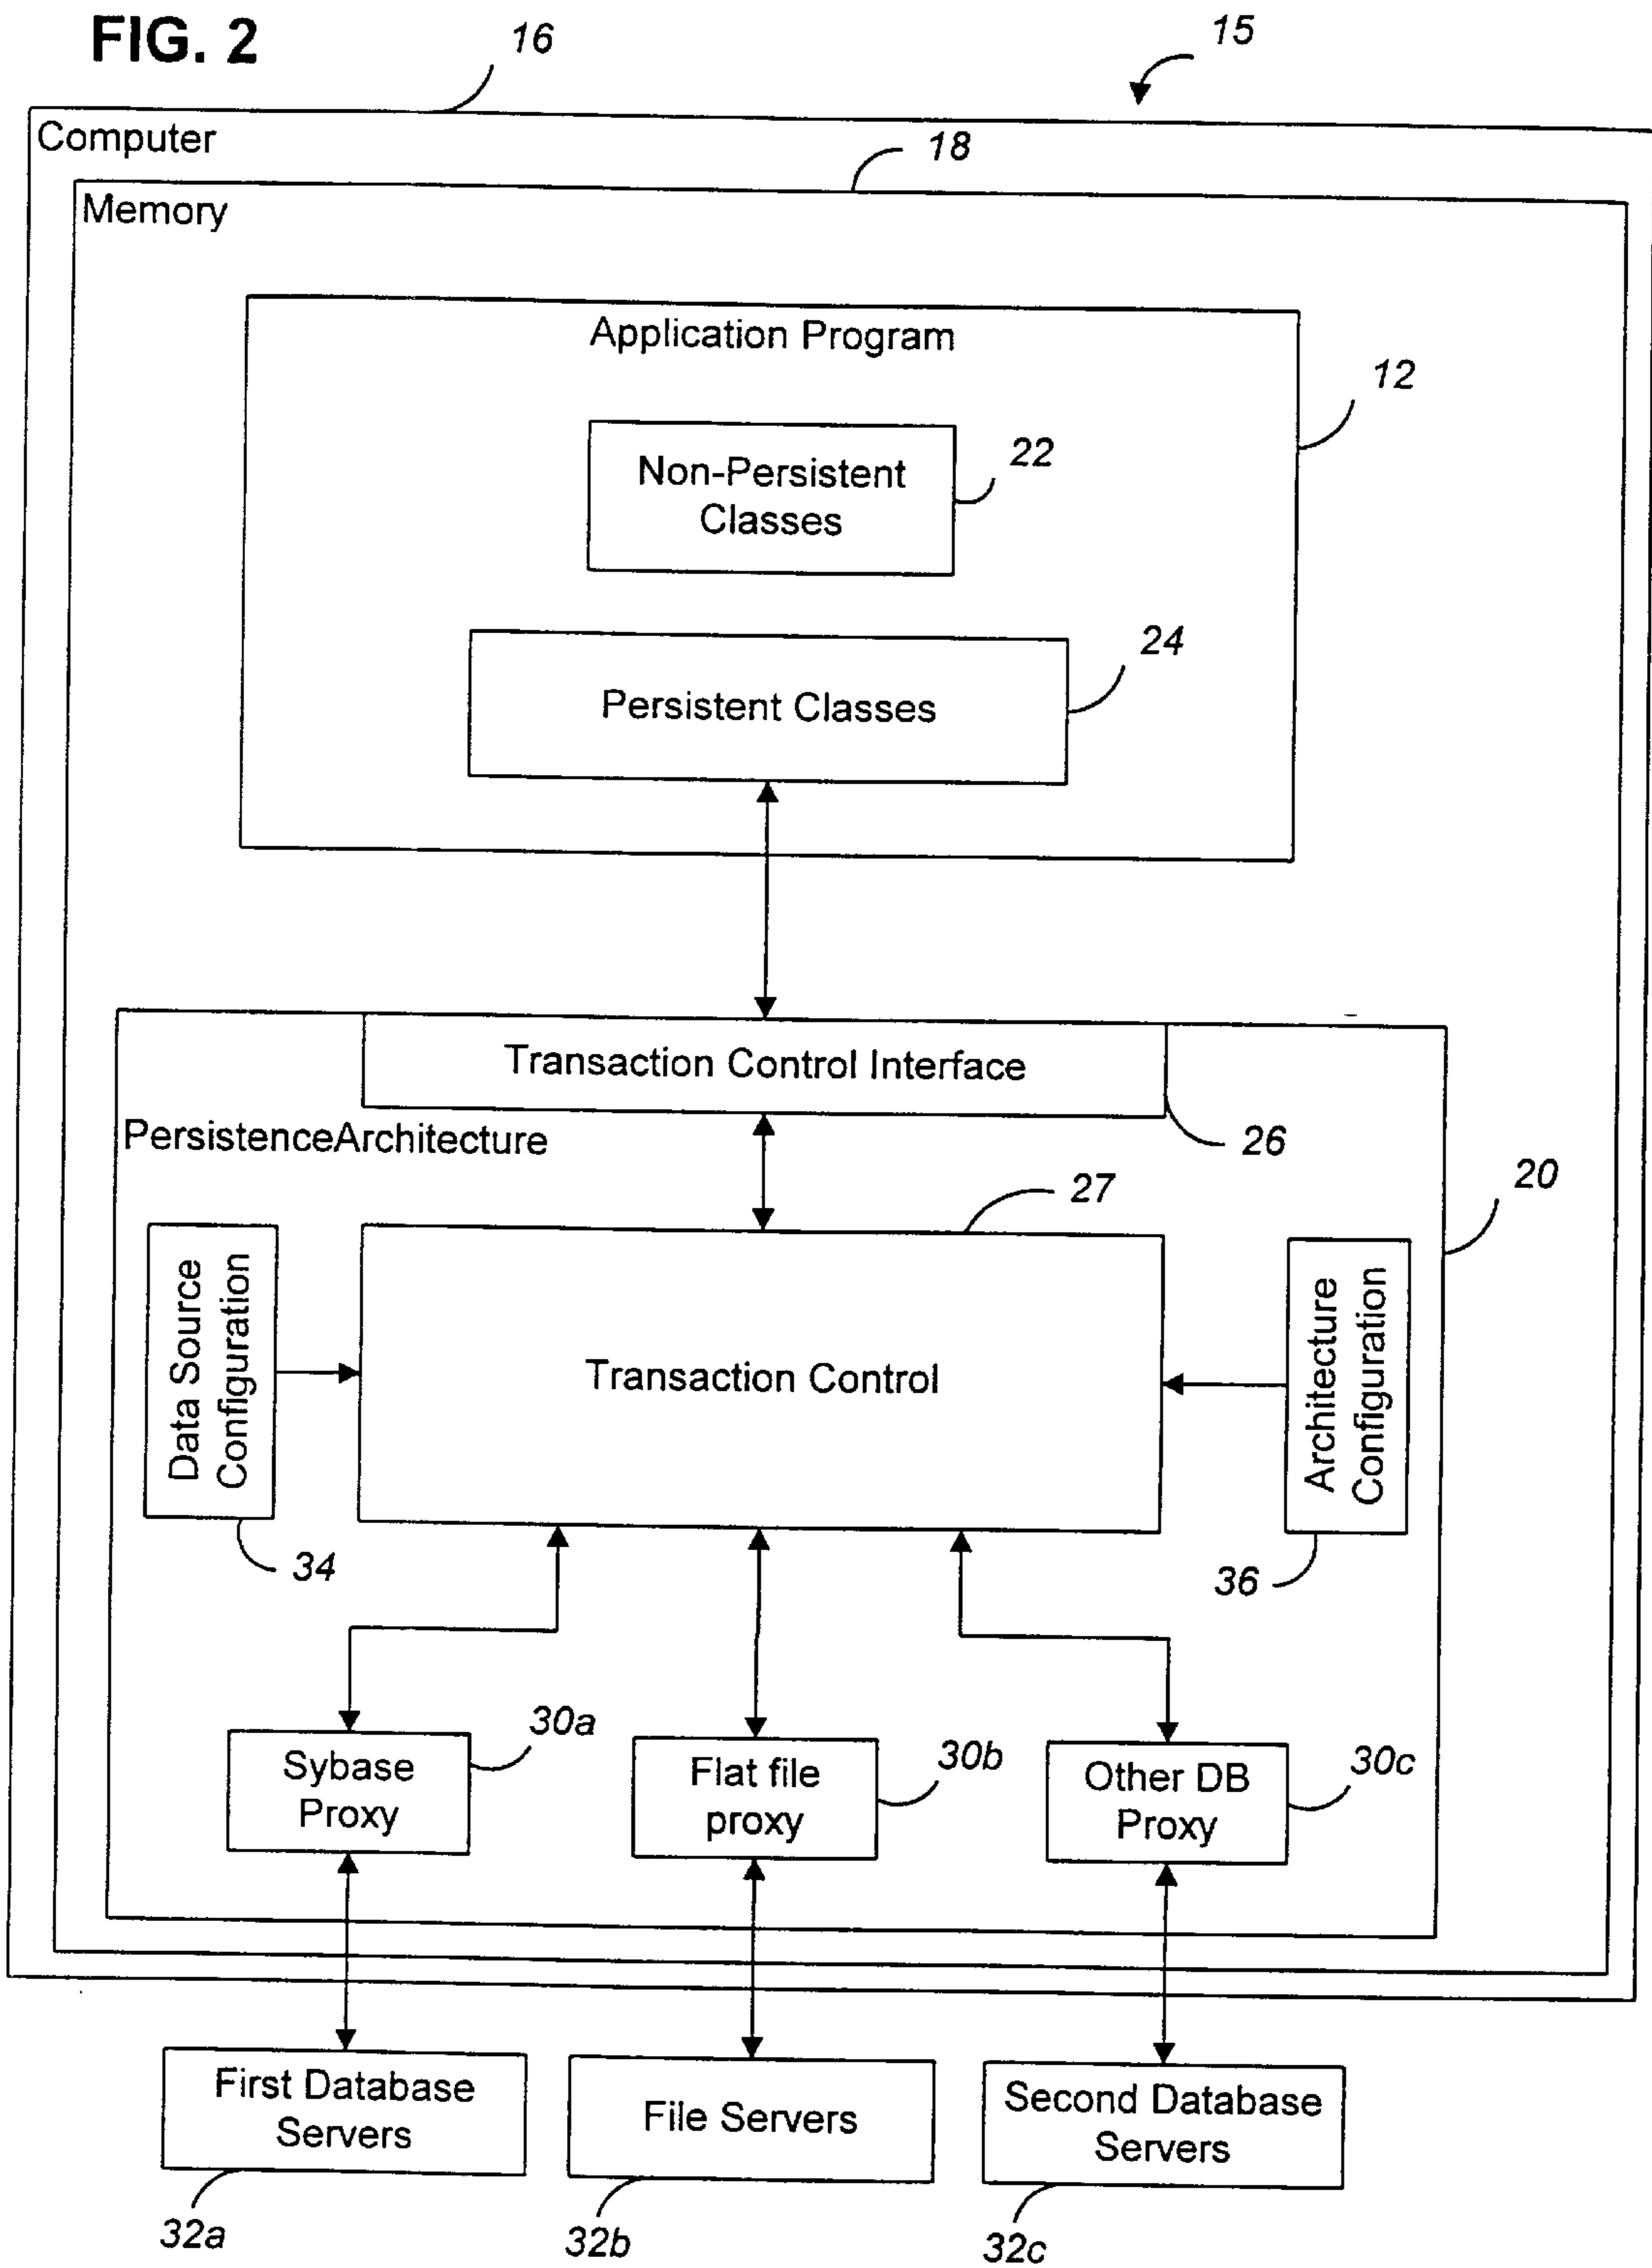 FIG. 2
16
15
Computer
18
Memory
Application Program
12
Non-Persistent
Classes
22
24
Persistent Classes
Transaction Control Interface
26
PersistenceArchitecture
27
20
Data Source
Configuration
Transaction Control
Architecture
Configuration
34
36
Sybase
Proxy
30a
Flat file
proxy
30b
Other DB
Proxy
30c
First Database
Servers
File Servers
Second Database
Servers
32a
32b
32c